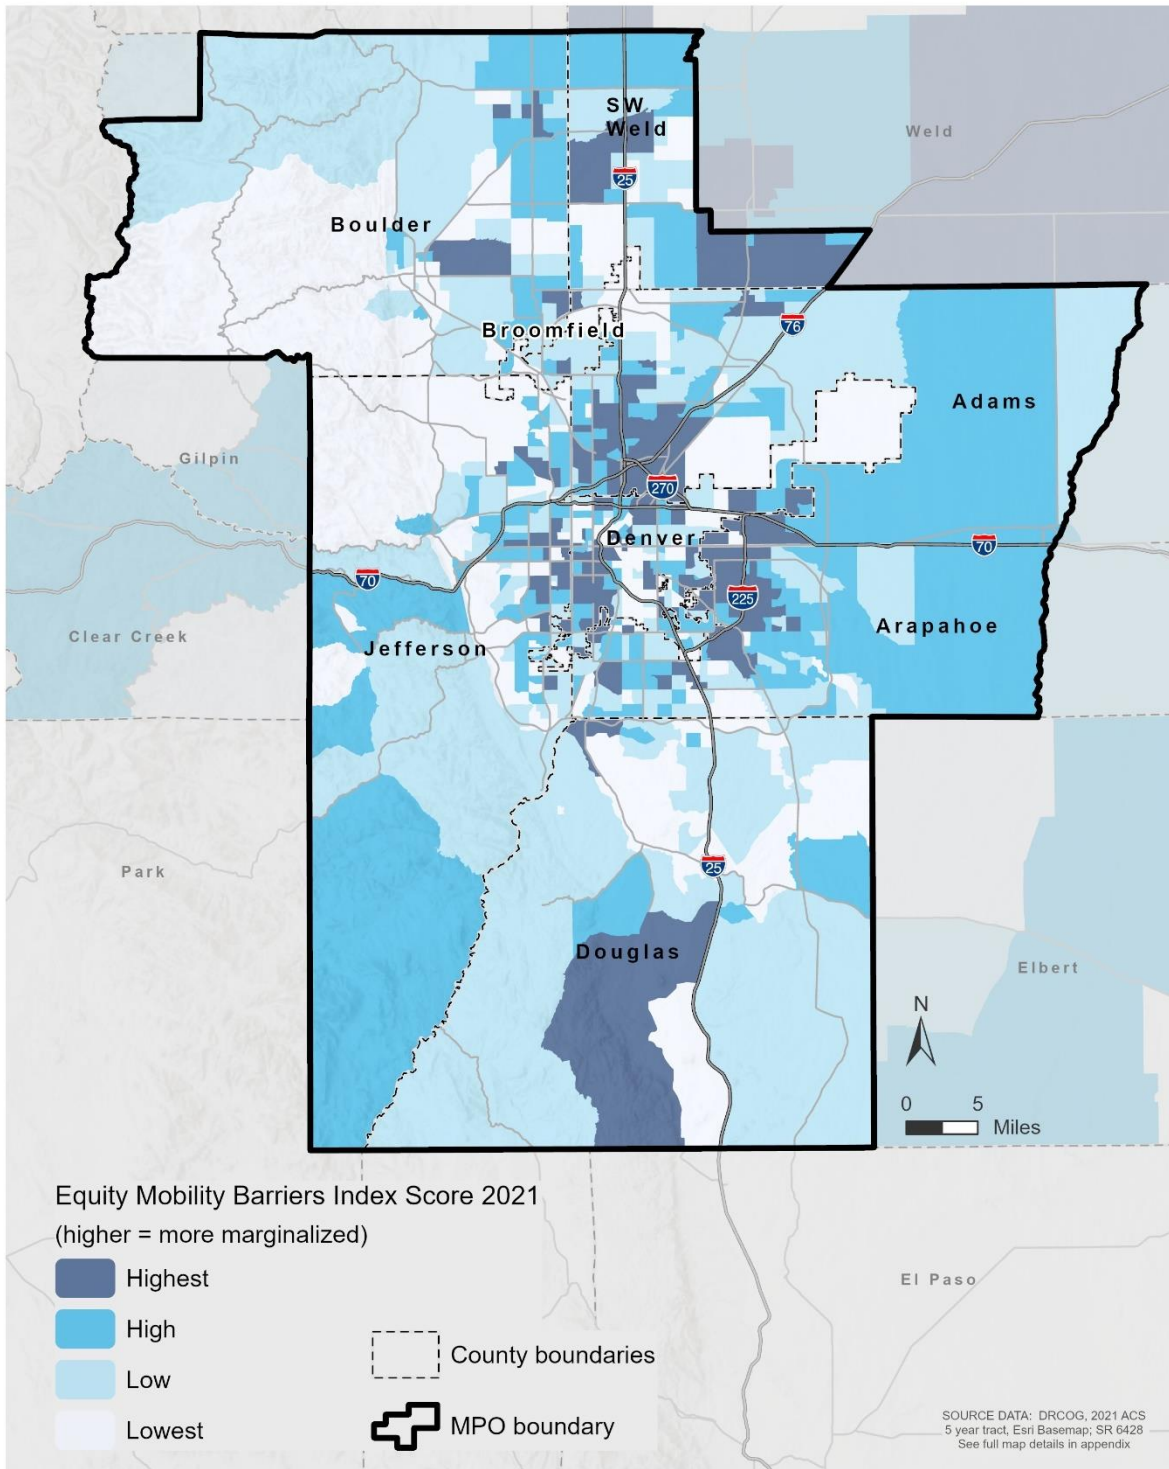 SW
Weld
Weld
25
Boulder
Broomfield
76
Adams
Gilpin
270
Denver
70
70
225
Clear Creek
Jefferson
Arapahoe
25
Park
Douglas
Elbert
N
0 5
Miles
Equity Mobility Barriers Index Score 2021
(higher = more marginalized)
Highest
High
Low
Lowest
County boundaries
MPO boundary
El Paso
SOURCE DATA: DRCOG, 2021 ACS
5 year tract, Esri Basemap; SR 6428
See full map details in appendix